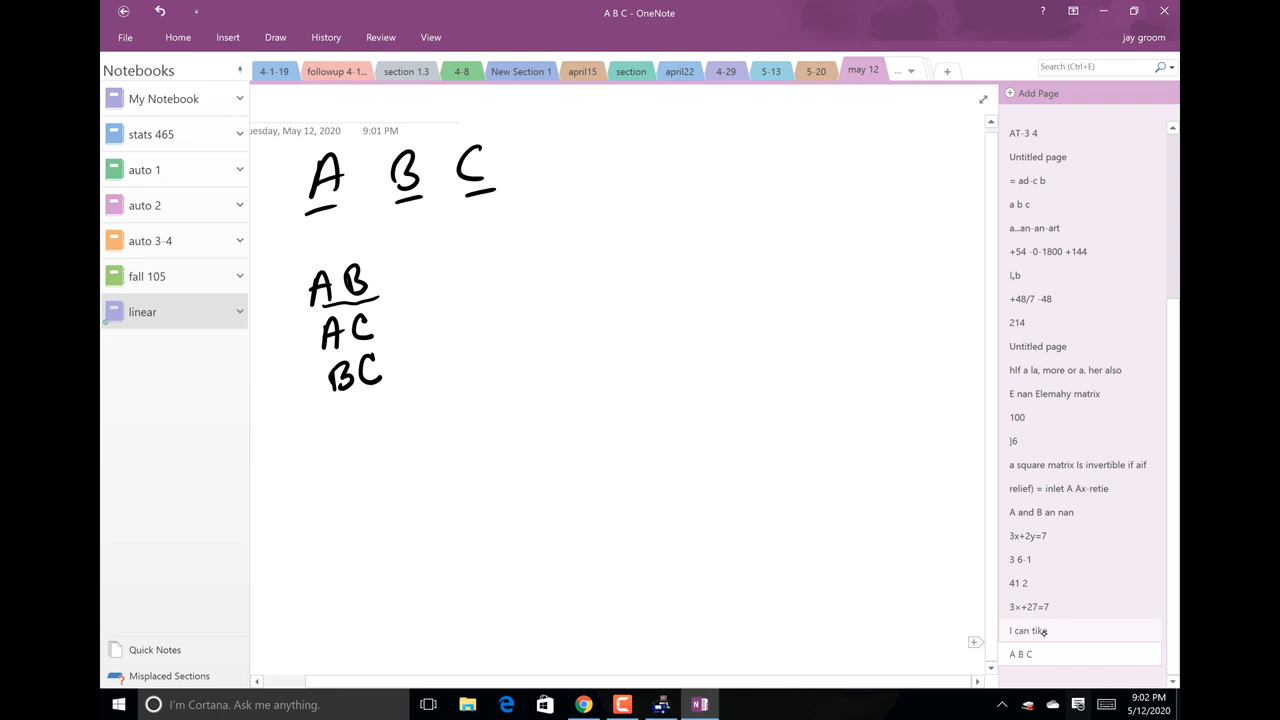 A B C - OneNote
?
File Home Insert Draw History Review View
jay groom
Notebooks
4-1-19 followup 4-1... section 1.3 4-8 New Section 1 april15 section april22 4-29 5-13 5-20 may 12 ... +
Search (Ctrl+E)
My Notebook
stats 465
auto 1
auto 2
auto 3-4
fall 105
linear
Quick Notes
Misplaced Sections
uesday, May 12, 2020 9:01 PM
A B C
A B
A C
B C
Add Page
AT-3 4
Untitled page
= ad-c b
a b c
a...an-an-art
+54 -0-1800 +144
l,b
+48/7 -48
214
Untitled page
hIf a la, more or a. her also
E nan Elemahy matrix
100
)6
a square matrix Is invertible if aif
relief) = inlet A Ax-retie
A and B an nan
3x+2y=7
3 6-1
41 2
3×+27=7
I can tike
A B C
I'm Cortana. Ask me anything.
9:02 PM
5/12/2020